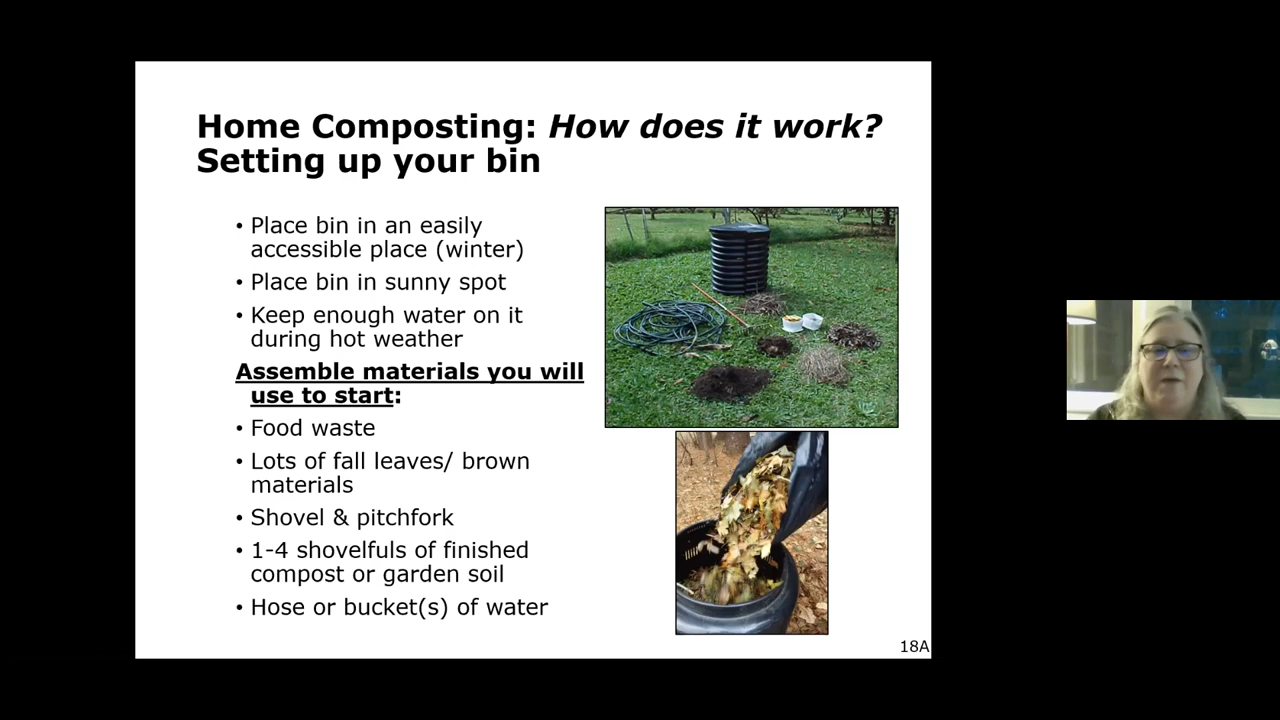 Home Composting: How does it work?
Setting up your bin
• Place bin in an easily
accessible place (winter)
• Place bin in sunny spot
• Keep enough water on it
during hot weather
Assemble materials you will
use to start:
• Food waste
• Lots of fall leaves/ brown
materials
• Shovel & pitchfork
• 1-4 shovelfuls of finished
compost or garden soil
• Hose or bucket(s) of water
18A